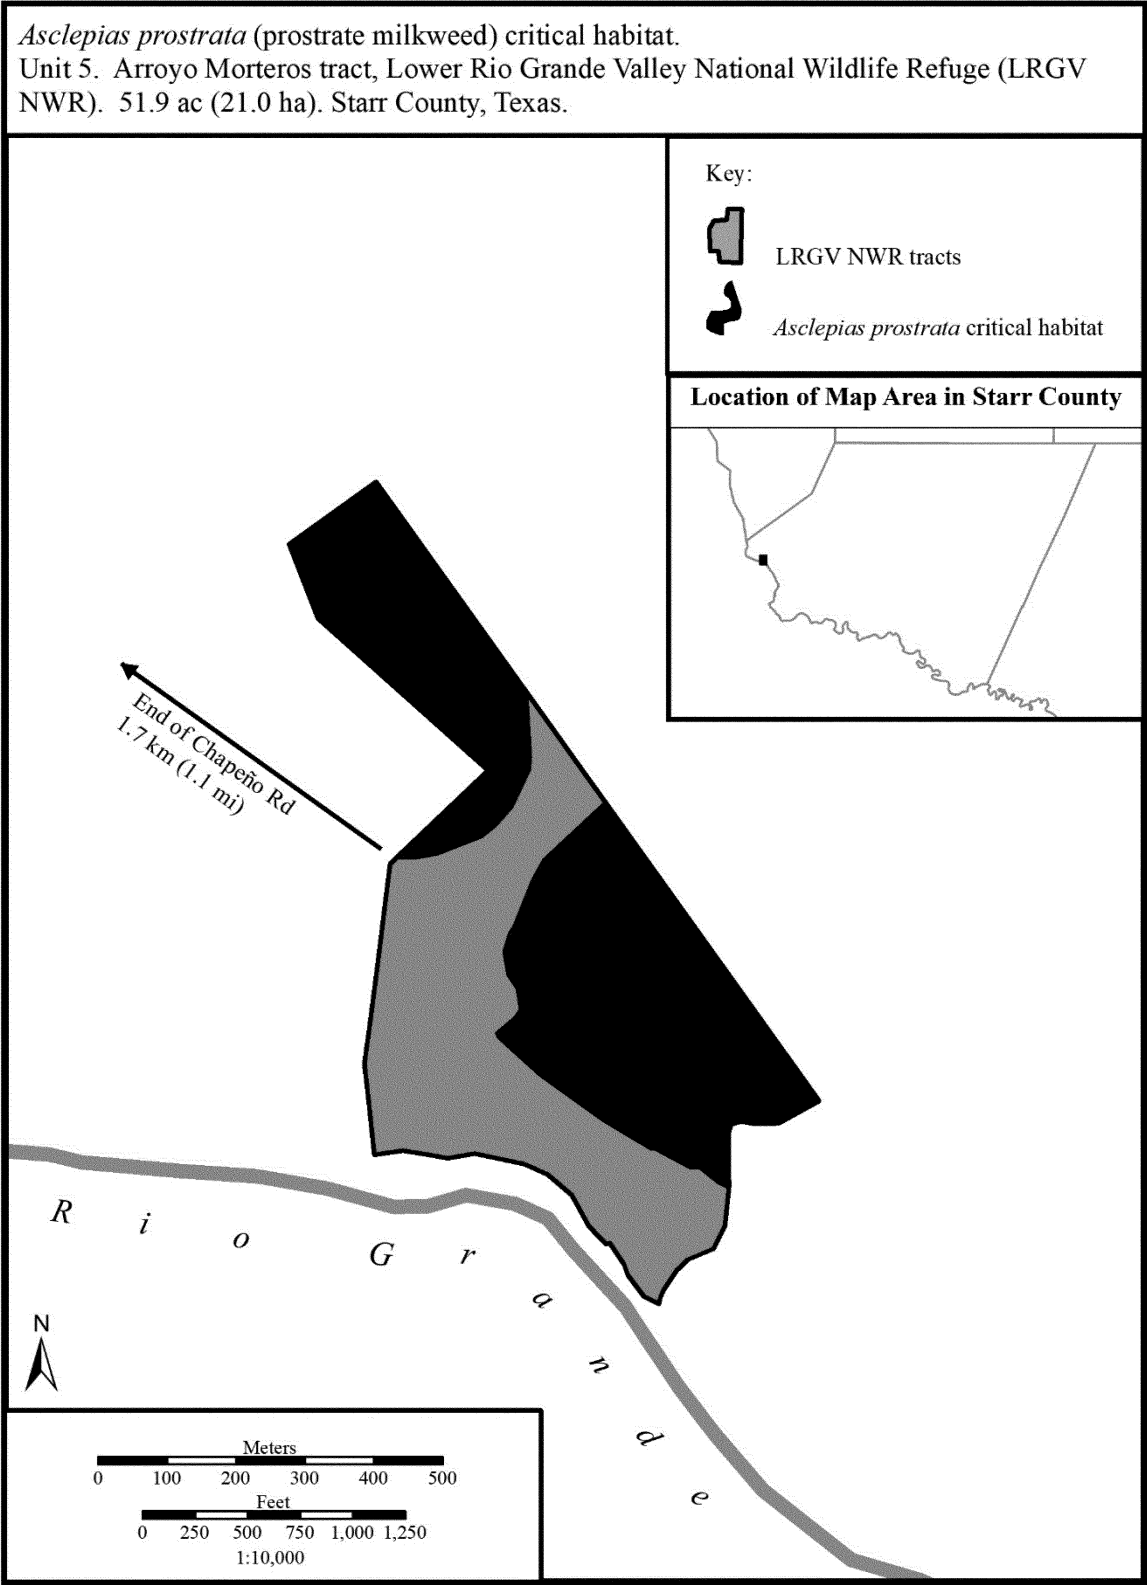 Asclepias prostrata (prostrate milkweed) critical habitat.
Unit 5.  Arroyo Morteros tract, Lower Rio Grande Valley National Wildlife Refuge (LRGV
NWR).  51.9 ac (21.0 ha). Starr County, Texas.
Key:
LRGV NWR tracts
Asclepias prostrata critical habitat
Location of Map Area in Starr County
End of Chapeño Rd
1.7 km (1.1 mi)
Rio Grande
N
Meters
0 100 200 300 400 500
Feet
0 250 500 750 1,000 1,250
1:10,000